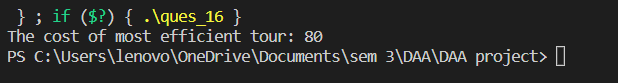 } ; if ($?) { .\ques_16 }
The cost of most efficient tour: 80
PS C:\Users\lenovo\OneDrive\Documents\sem 3\DAA\DAA project>